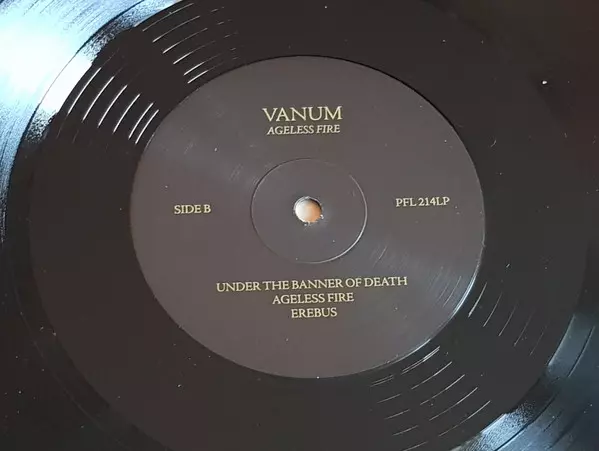 VANUM
AGELESS FIRE
SIDE B
PFL 214LP
UNDER THE BANNER OF DEATH
AGELESS FIRE
EREBUS